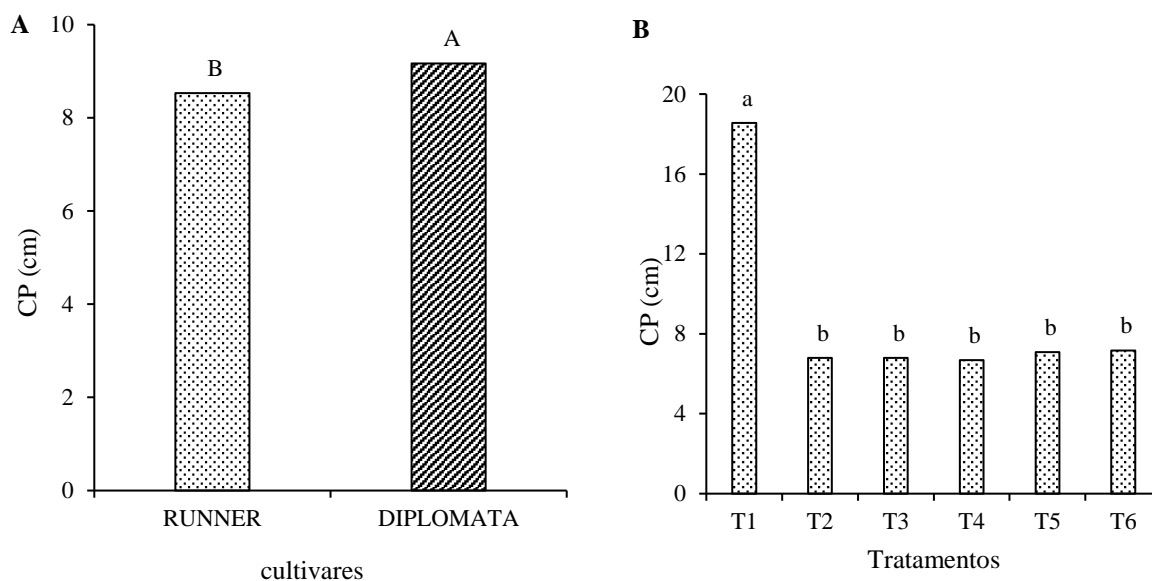 A
CP (cm)
10
8
6
4
2
0
B
A
RUNNER
DIPLOMATA
cultivares
B
CP (cm)
20
16
12
8
4
0
a
b
b
b
b
b
T1
T2
T3
T4
T5
T6
Tratamentos